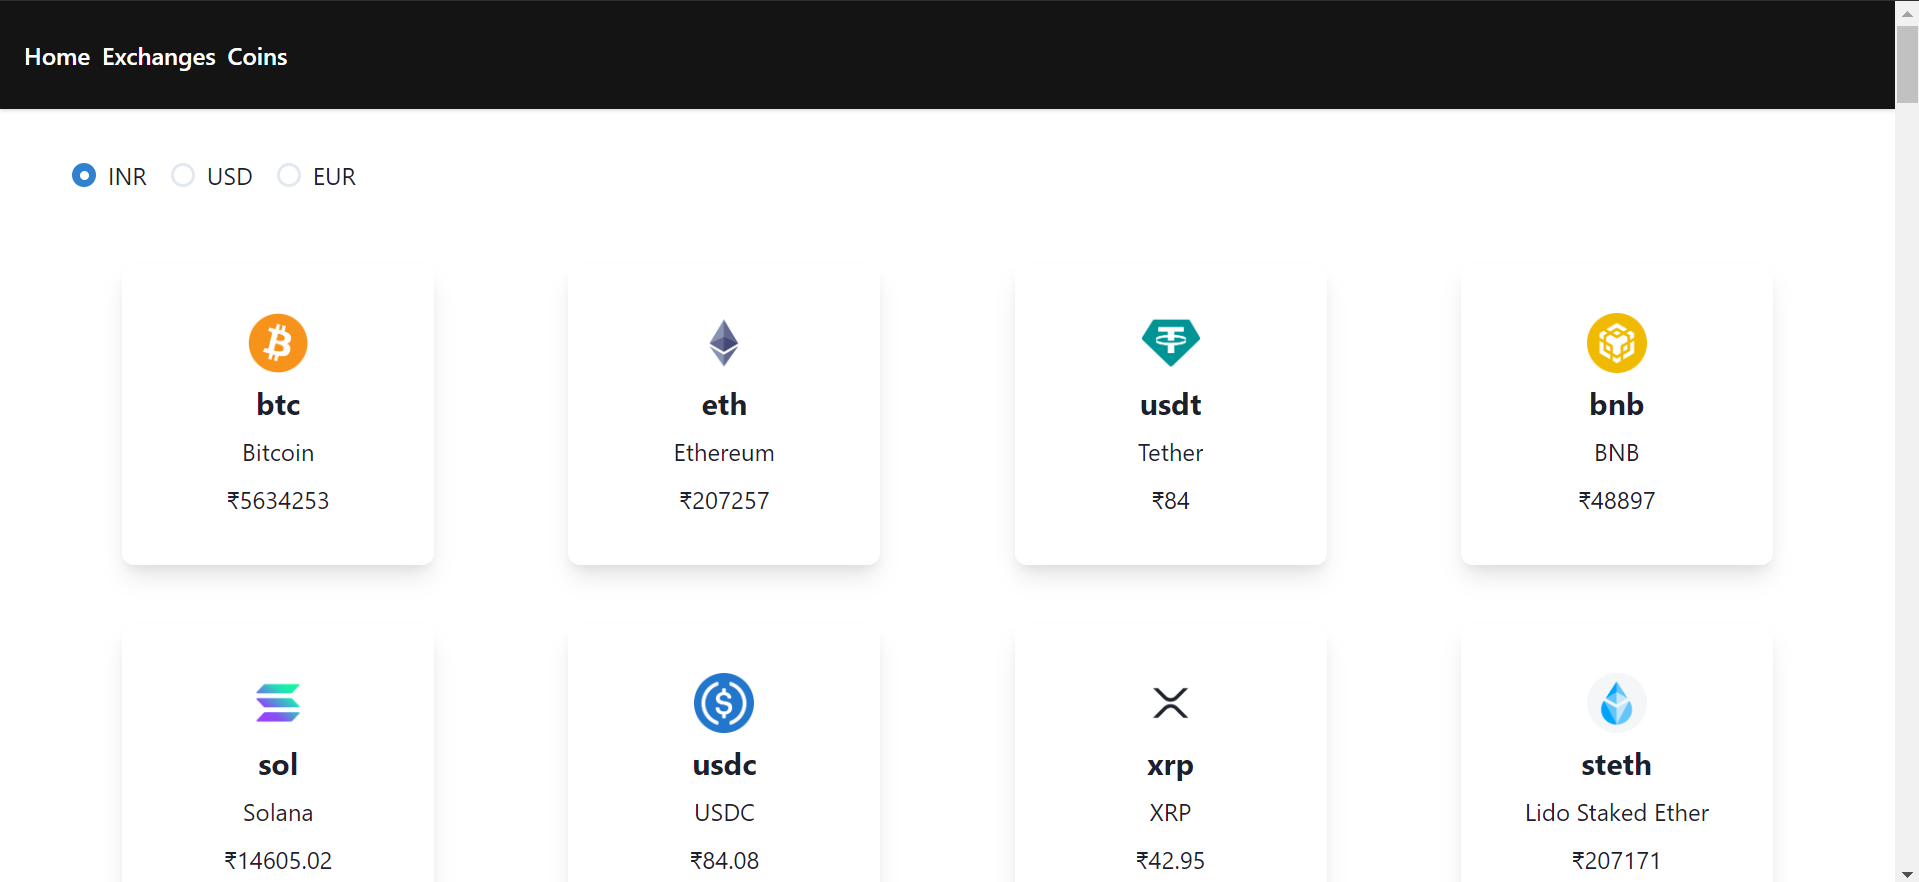 Home Exchanges Coins
INR USD EUR
btc
Bitcoin
₹5634253
eth
Ethereum
₹207257
usdt
Tether
₹84
bnb
BNB
₹48897
sol
Solana
₹14605.02
usdc
USDC
₹84.08
xrp
XRP
₹42.95
steth
Lido Staked Ether
₹207171